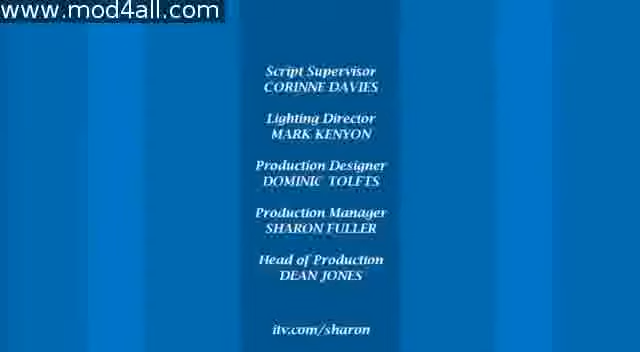 www.mod4all.com
Script Supervisor
CORINNE DAVIES
Lighting Director
MARK KENYON
Production Designer
DOMINIC TOLFTS
Production Manager
SHARON FULLER
Head of Production
DEAN JONES
itv.com/sharon